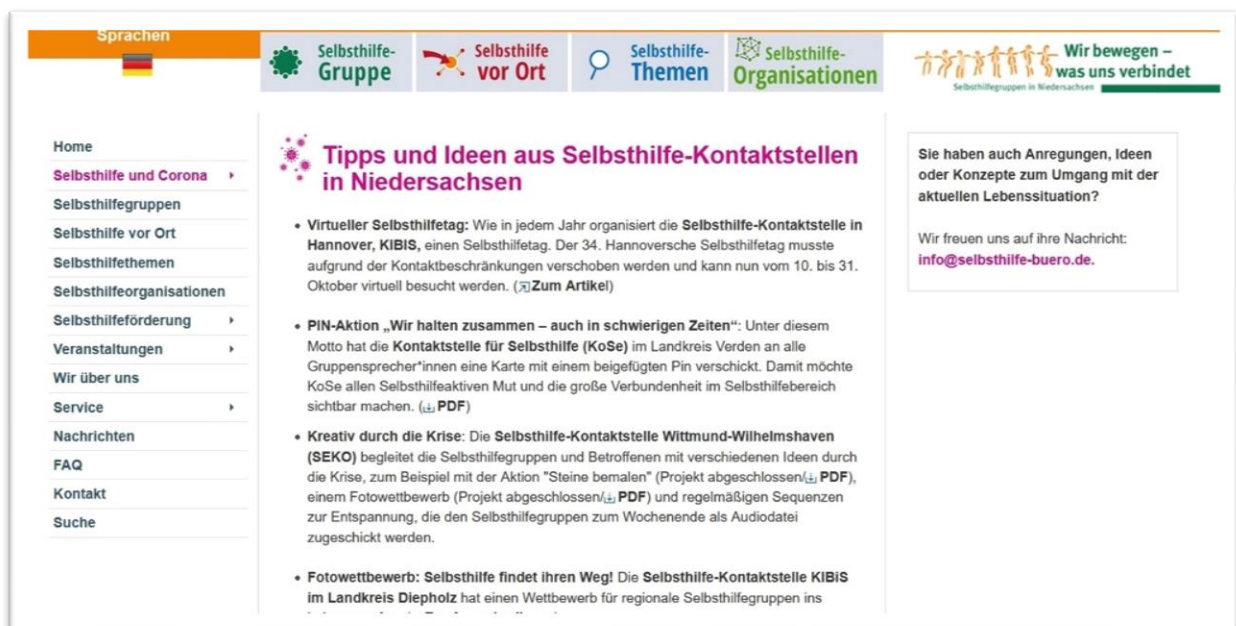 Sprachen
Selbsthilfe-
Gruppe
Selbsthilfe
vor Ort
Selbsthilfe-
Themen
Selbsthilfe-
Organisationen
Wir bewegen –
was uns verbindet
Selbsthilfegruppen in Niedersachsen
Home
Selbsthilfe und Corona
Selbsthilfegruppen
Selbsthilfe vor Ort
Selbsthilfethemen
Selbsthilfeorganisationen
Selbsthilfeförderung
Veranstaltungen
Wir über uns
Service
Nachrichten
FAQ
Kontakt
Suche
Tipps und Ideen aus Selbsthilfe-Kontaktstellen
in Niedersachsen
• Virtueller Selbsthilfetag: Wie in jedem Jahr organisiert die Selbsthilfe-Kontaktstelle in
Hannover, KIBIS, einen Selbsthilfetag. Der 34. Hannoversche Selbsthilfetag musste
aufgrund der Kontaktbeschränkungen verschoben werden und kann nun vom 10. bis 31.
Oktober virtuell besucht werden. (Zum Artikel)
• PIN-Aktion „Wir halten zusammen – auch in schwierigen Zeiten“: Unter diesem
Motto hat die Kontaktstelle für Selbsthilfe (KoSe) im Landkreis Verden an alle
Gruppensprecher*innen eine Karte mit einem beigefügten Pin verschickt. Damit möchte
KoSe allen Selbsthilfeaktiven Mut und die große Verbundenheit im Selbsthilfebereich
sichtbar machen. (PDF)
• Kreativ durch die Krise: Die Selbsthilfe-Kontaktstelle Wittmund-Wilhelmshaven
(SEKO) begleitet die Selbsthilfegruppen und Betroffenen mit verschiedenen Ideen durch
die Krise, zum Beispiel mit der Aktion "Steine bemalen" (Projekt abgeschlossen/PDF),
einem Fotowettbewerb (Projekt abgeschlossen/PDF) und regelmäßigen Sequenzen
zur Entspannung, die den Selbsthilfegruppen zum Wochenende als Audiodatei
zugeschickt werden.
• Fotowettbewerb: Selbsthilfe findet ihren Weg! Die Selbsthilfe-Kontaktstelle KIBiS
im Landkreis Diepholz hat einen Wettbewerb für regionale Selbsthilfegruppen ins
Sie haben auch Anregungen, Ideen
oder Konzepte zum Umgang mit der
aktuellen Lebenssituation?
Wir freuen uns auf ihre Nachricht:
info@selbsthilfe-buero.de.